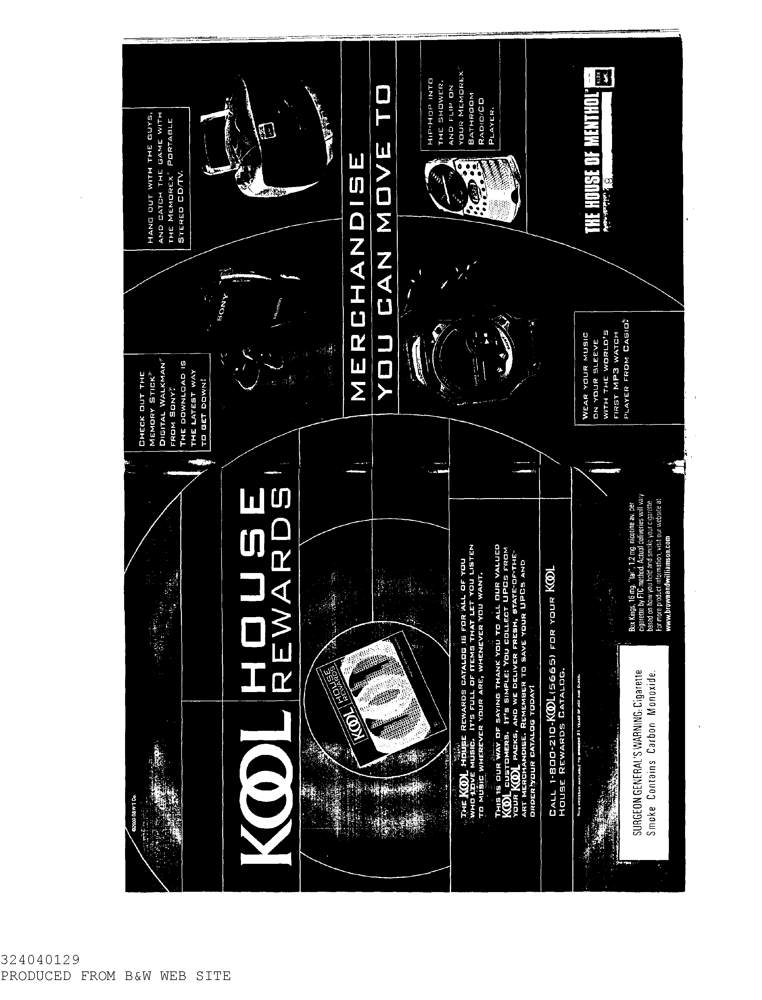 KOOL HOUSE
REWARDS
KOOL HOUSE
THE KOOL HOUSE REWARDS CATALOG IS FOR ALL OF YOU
WHO LOVE MUSIC. IT'S FULL OF ITEMS THAT LET YOU LISTEN
TO MUSIC WHEREVER YOUR ARE, WHENEVER YOU WANT.
THIS IS OUR WAY OF SAYING THANK YOU TO ALL OUR VALUED
KOOL CUSTOMERS. IT'S SIMPLE: YOU COLLECT UPCS FROM
YOUR KOOL PACKS, AND WE DELIVER FRESH, STATE-OF-THE-
ART MERCHANDISE. REMEMBER TO SAVE YOUR UPCS AND
ORDER YOUR CATALOG TODAY!
CALL 1-800-210-KOOL(5665) FOR YOUR KOOL
HOUSE REWARDS CATALOG.
SURGEON GENERAL'S WARNING: Cigarette
Smoke Contains Carbon Monoxide.
Box Kings, 16 mg. "tar", 1.2 mg. nicotine av. per
cigarette by FTC method. Actual deliveries will vary
based on how you hold and smoke your cigarette.
For more product information, visit our website at
www.brownandwilliamson.com
CHECK OUT THE
MEMORY STICK®
DIGITAL WALKMAN®
FROM SONY®.
THE DOWNLOAD IS
THE LATEST WAY
TO GET DOWN!
SONY
HANG OUT WITH THE GUYS,
AND CATCH THE GAME WITH
THE MEMOREX® PORTABLE
STEREO CD/TV.
MERCHANDISE
YOU CAN MOVE TO
HIP-HOP INTO
THE SHOWER,
AND FLIP ON
YOUR MEMOREX®
BATHROOM
RADIO/CD
PLAYER.
WEAR YOUR MUSIC
ON YOUR SLEEVE
WITH THE WORLD'S
FIRST MP3 WATCH
PLAYER FROM CASIO®.
THE HOUSE OF MENTHOL
324040129
PRODUCED FROM B&W WEB SITE